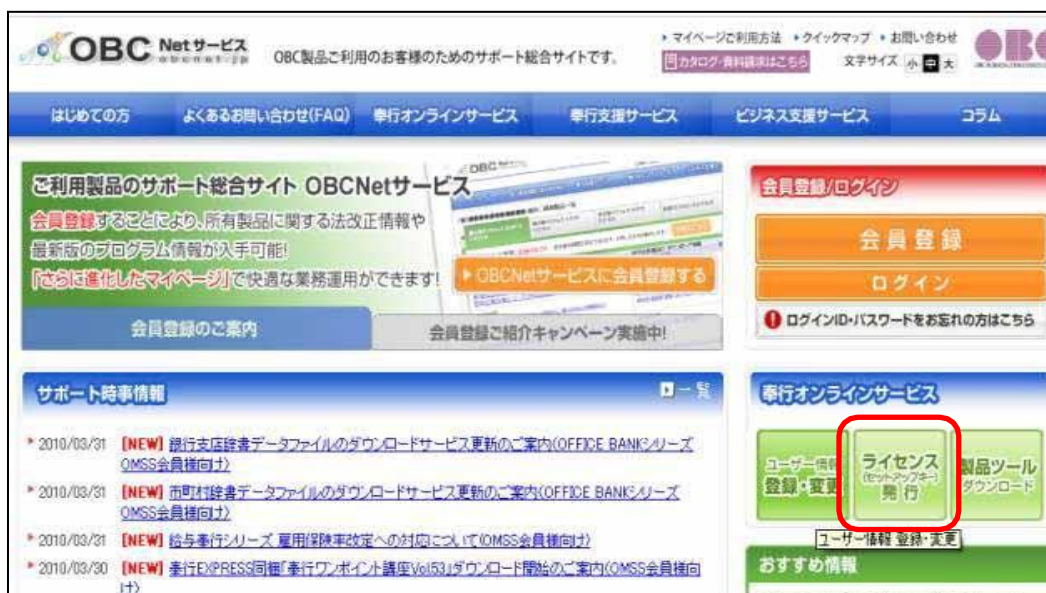 OBC Netサービス
obcnet.jp
OBC製品ご利用のお客様のためのサポート総合サイトです。
マイページご利用方法
クイックマップ
お問い合わせ
カタログ・資料請求はこちら
文字サイズ 小 中 大
OBC
はじめての方
よくあるお問い合わせ(FAQ)
奉行オンラインサービス
奉行支援サービス
ビジネス支援サービス
コラム
ご利用製品のサポート総合サイト OBCNetサービス
会員登録することにより、所有製品に関する法改正情報や
最新版のプログラム情報が入手可能!
「さらに進化したマイページ」で快適な業務運用ができます!
OBCNetサービスに会員登録する
会員登録のご案内
会員登録ご紹介キャンペーン実施中!
会員登録/ログイン
会員登録
ログイン
ログインID・パスワードをお忘れの方はこちら
サポート時事情報
一覧
2010/03/31 [NEW] 銀行支店辞書データファイルのダウンロードサービス更新のご案内(OFFICE BANKシリーズ
OMSS会員様向け)
2010/03/31 [NEW] 市町村辞書データファイルのダウンロードサービス更新のご案内(OFFICE BANKシリーズ
OMSS会員様向け)
2010/03/31 [NEW] 給与奉行シリーズ 雇用保険率改定への対応について(OMSS会員様向け)
2010/03/30 [NEW] 奉行EXPRESS同梱「奉行ワンポイント講座Vol53」ダウンロード開始のご案内(OMSS会員様向
け)
奉行オンラインサービス
ユーザー情報
登録・変更
ライセンス
(セットアップキー)
発行
製品ツール
ダウンロード
ユーザー情報 登録・変更
おすすめ情報